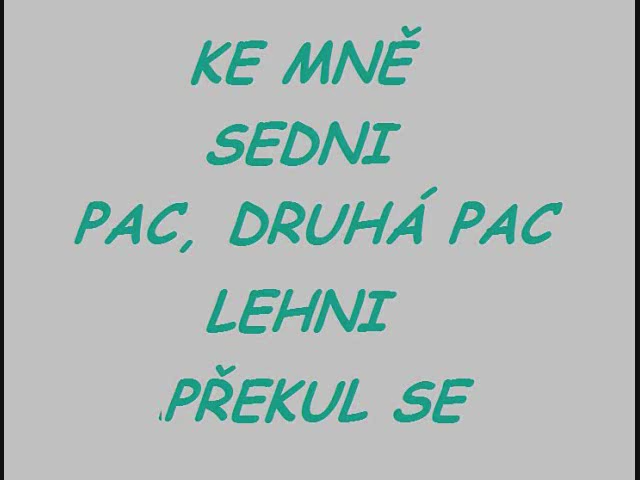 KE MNĚ
SEDNI
PAC, DRUHÁ PAC
LEHNI
PŘEKUL SE